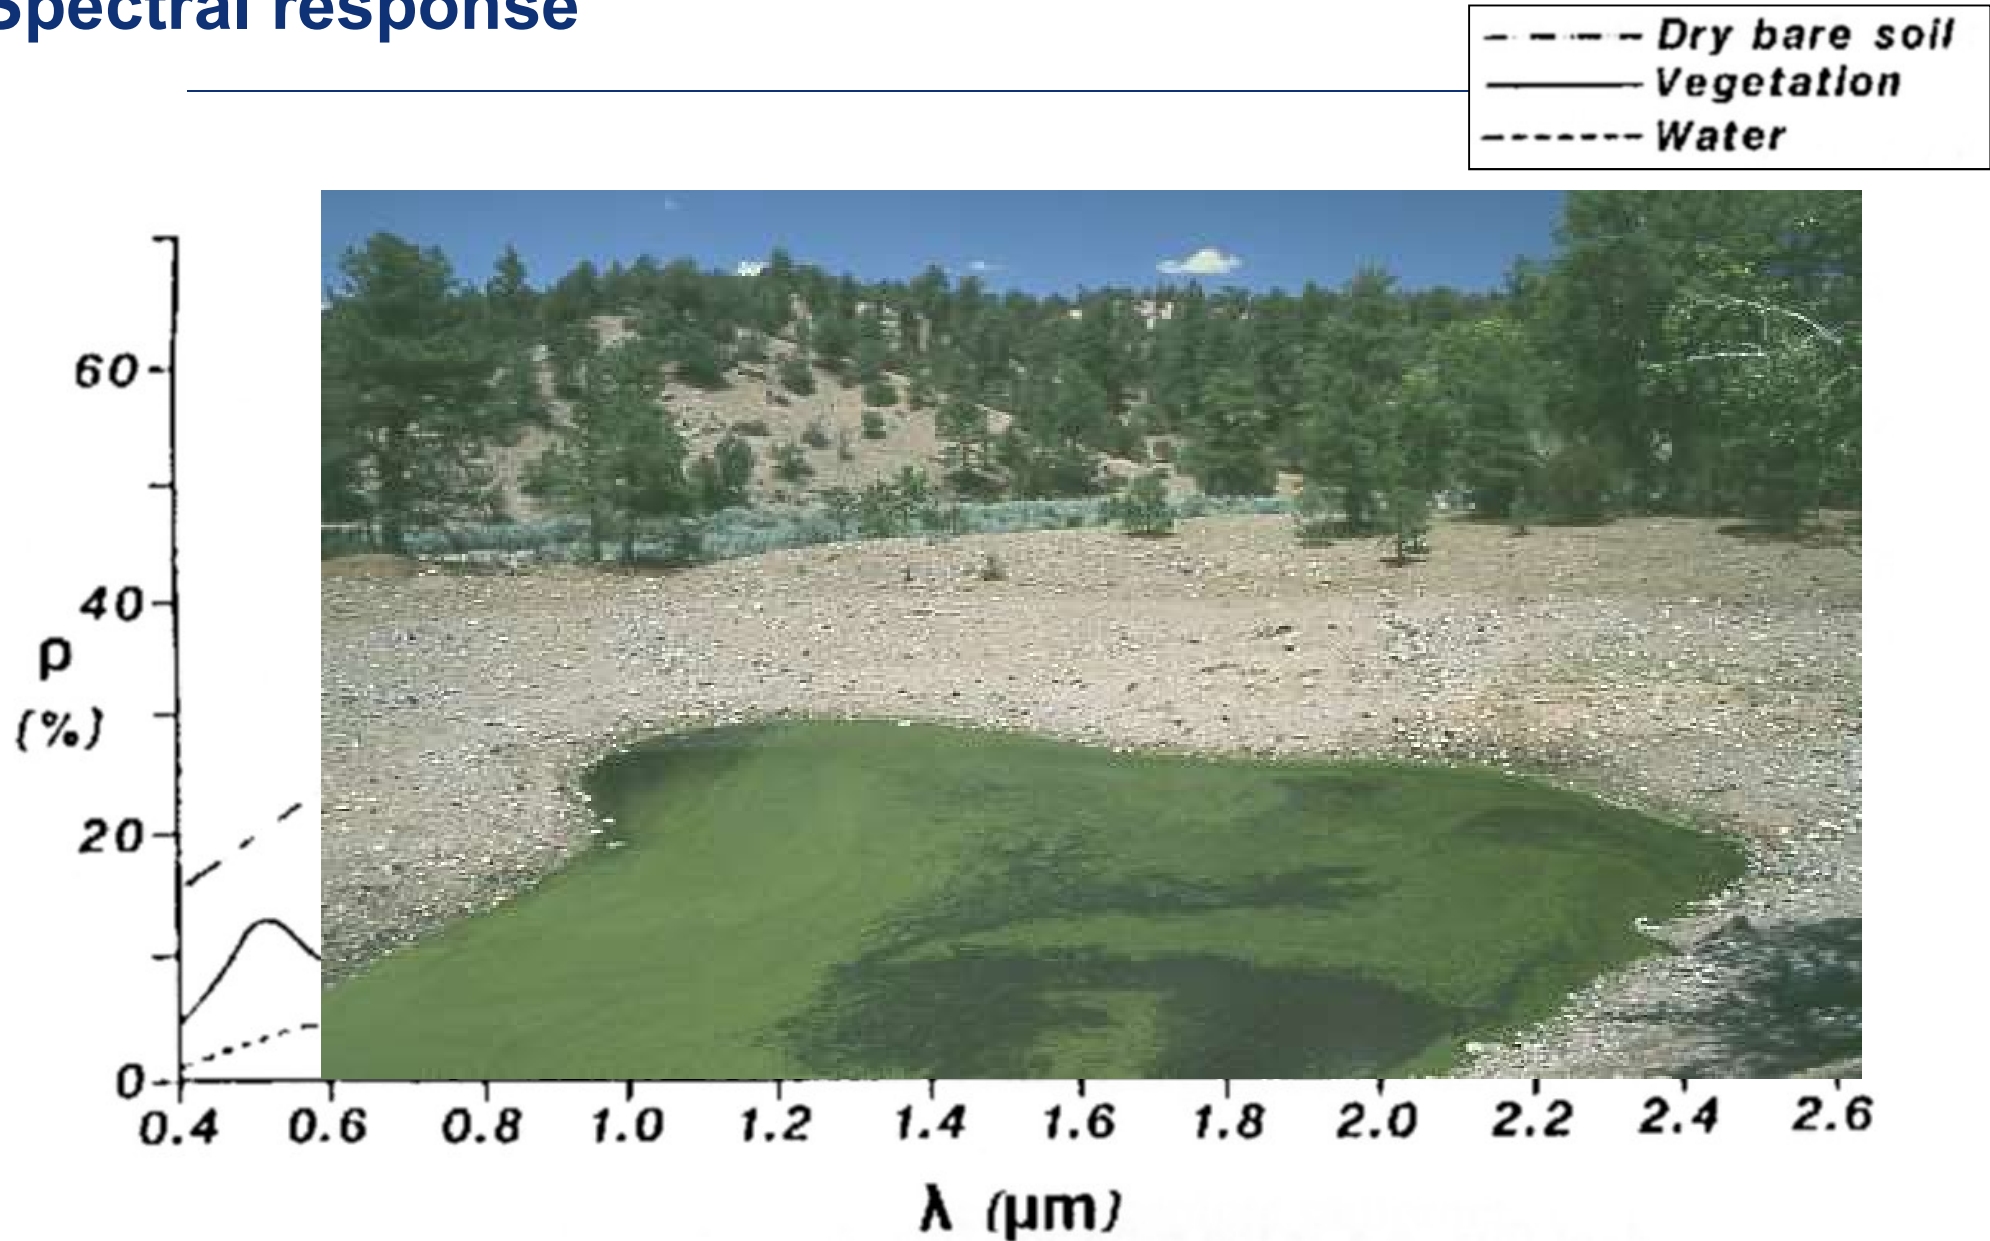 Spectral response
Dry bare soil
Vegetation
Water
60
40
ρ
(%)
20
0
0.4 0.6 0.8 1.0 1.2 1.4 1.6 1.8 2.0 2.2 2.4 2.6
λ (μm)